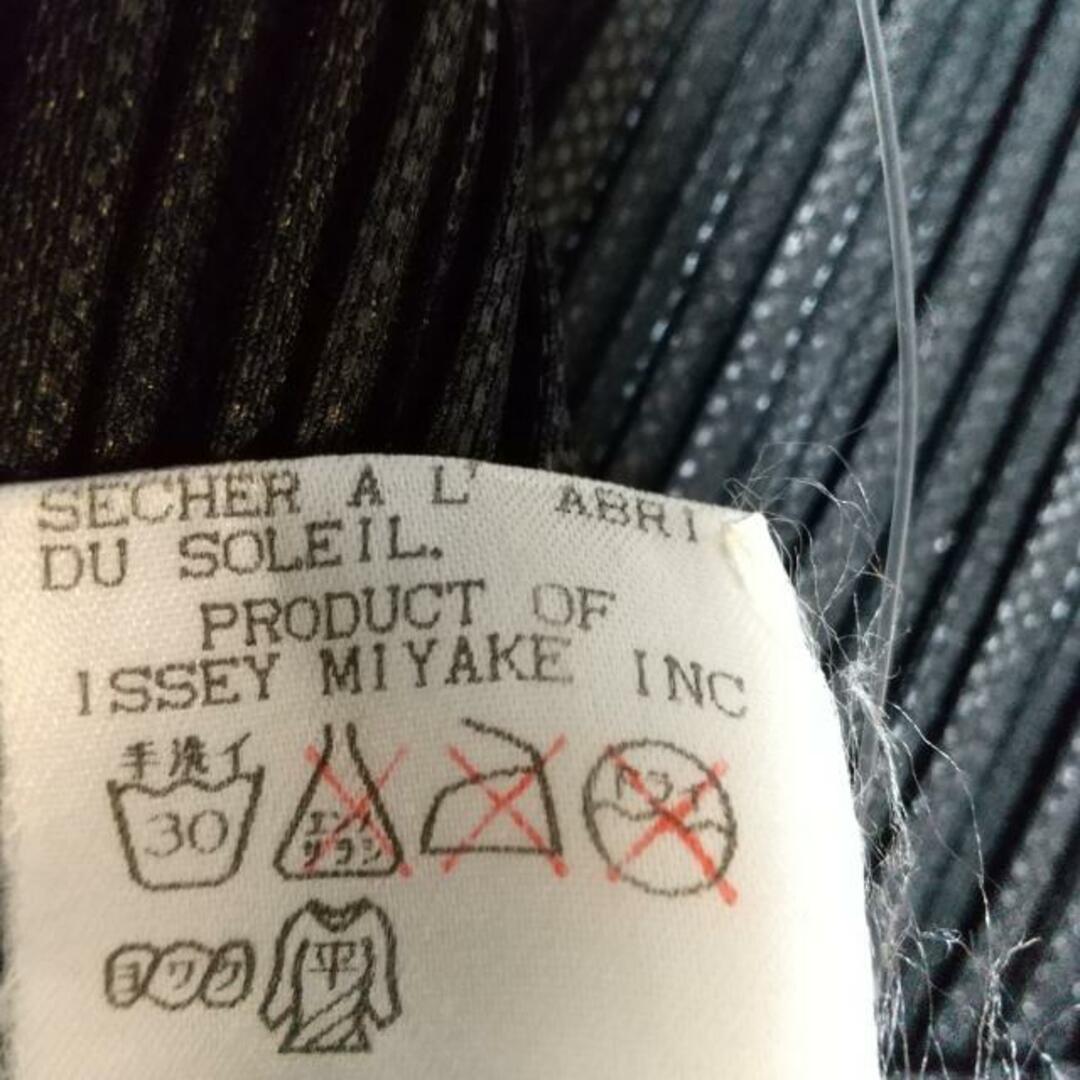 SECHER A L' ABRI
DU SOLEIL.
PRODUCT OF
ISSEY MIYAKE INC
手洗イ
30
エンソ
サラシ
ドライ
ヨワク
平